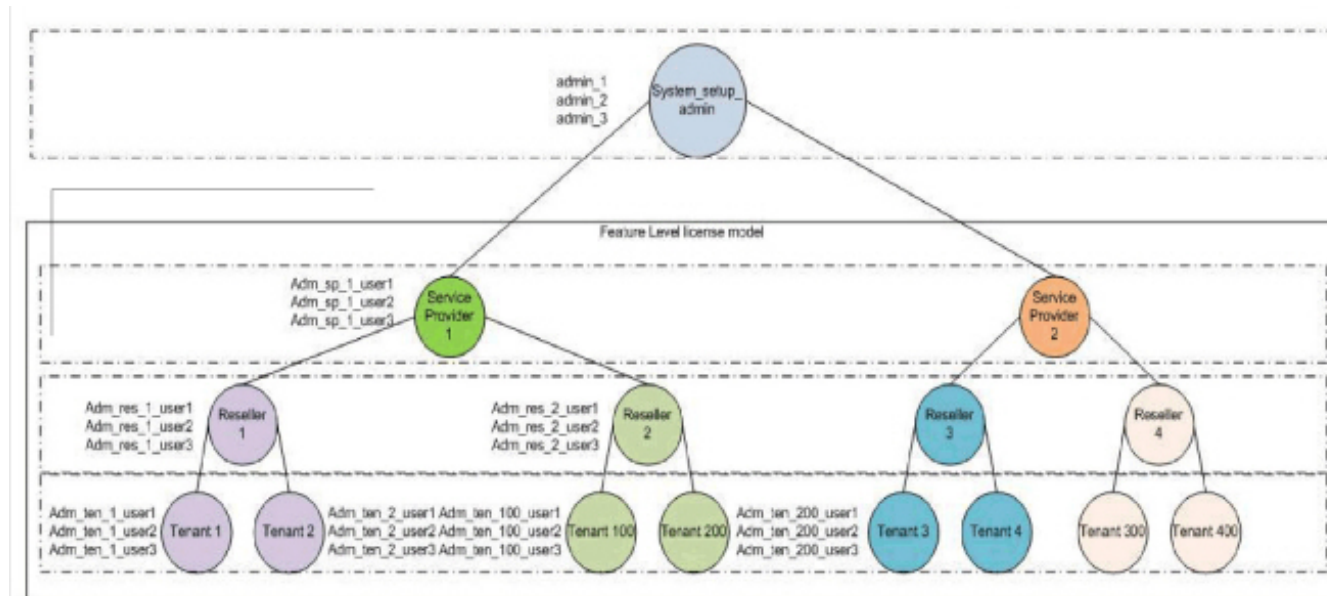 admin_1
admin_2
admin_3
System_setup_
admin
Feature Level license model
Adm_sp_1_user1
Adm_sp_1_user2
Adm_sp_1_user3
Service
Provider
1
Service
Provider
2
Adm_res_1_user1
Adm_res_1_user2
Adm_res_1_user3
Reseller
1
Adm_res_2_user1
Adm_res_2_user2
Adm_res_2_user3
Reseller
2
Reseller
3
Reseller
4
Adm_ten_1_user1
Adm_ten_1_user2
Adm_ten_1_user3
Tenant 1
Tenant 2
Adm_ten_2_user1
Adm_ten_2_user2
Adm_ten_2_user3
Adm_ten_100_user1
Adm_ten_100_user2
Adm_ten_100_user3
Tenant 100
Tenant 200
Adm_ten_200_user1
Adm_ten_200_user2
Adm_ten_200_user3
Tenant 3
Tenant 4
Tenant 300
Tenant 400